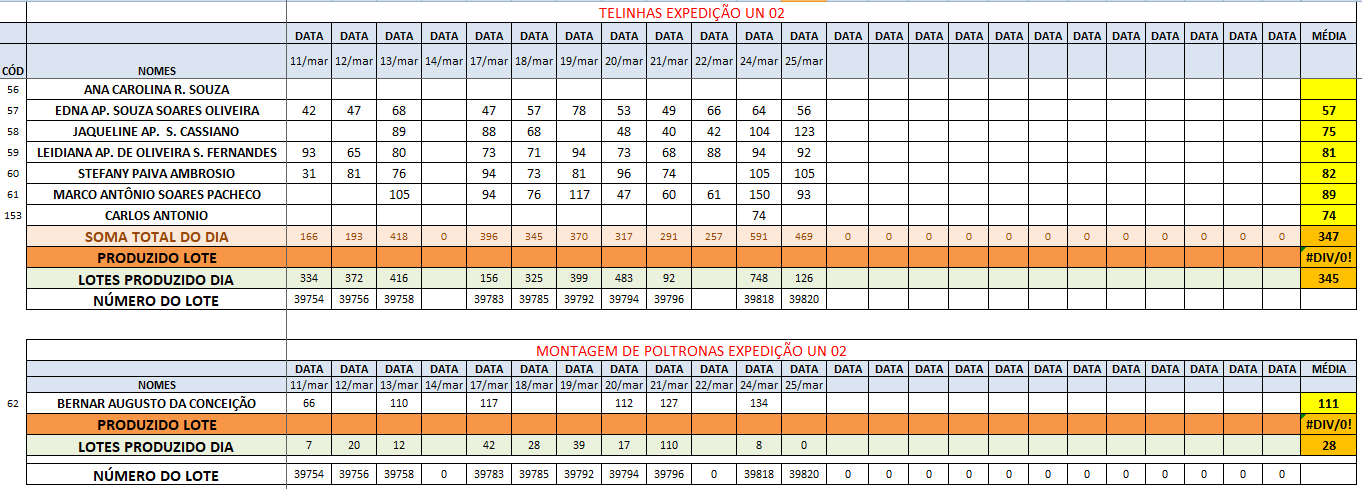 TELINHAS EXPEDIÇÃO UN 02
DATA DATA DATA DATA DATA DATA DATA DATA DATA DATA DATA DATA DATA DATA DATA DATA DATA DATA DATA DATA DATA DATA DATA DATA MÉDIA
CÓD NOMES 11/mar 12/mar 13/mar 14/mar 17/mar 18/mar 19/mar 20/mar 21/mar 22/mar 24/mar 25/mar
56 ANA CAROLINA R. SOUZA
57 EDNA AP. SOUZA SOARES OLIVEIRA 42 47 68 47 57 78 53 49 66 64 56 57
58 JAQUELINE AP. S. CASSIANO 89 88 68 48 40 42 104 123 75
59 LEIDIANA AP. DE OLIVEIRA S. FERNANDES 93 65 80 73 71 94 73 68 88 94 92 81
60 STEFANY PAIVA AMBROSIO 31 81 76 94 73 81 96 74 105 105 82
61 MARCO ANTÔNIO SOARES PACHECO 105 94 76 117 47 60 61 150 93 89
153 CARLOS ANTONIO 74 74
SOMA TOTAL DO DIA 166 193 418 0 396 345 370 317 291 257 591 469 0 0 0 0 0 0 0 0 0 0 0 0 347
PRODUZIDO LOTE #DIV/0!
LOTES PRODUZIDO DIA 334 372 416 156 325 399 483 92 748 126 345
NÚMERO DO LOTE 39754 39756 39758 39783 39785 39792 39794 39796 39818 39820
MONTAGEM DE POLTRONAS EXPEDIÇÃO UN 02
DATA DATA DATA DATA DATA DATA DATA DATA DATA DATA DATA DATA DATA DATA DATA DATA DATA DATA DATA DATA DATA DATA DATA DATA MÉDIA
NOMES 11/mar 12/mar 13/mar 14/mar 17/mar 18/mar 19/mar 20/mar 21/mar 22/mar 24/mar 25/mar
62 BERNAR AUGUSTO DA CONCEIÇÃO 66 110 117 112 127 134 111
PRODUZIDO LOTE #DIV/0!
LOTES PRODUZIDO DIA 7 20 12 42 28 39 17 110 8 0 28
NÚMERO DO LOTE 39754 39756 39758 0 39783 39785 39792 39794 39796 0 39818 39820 0 0 0 0 0 0 0 0 0 0 0 0